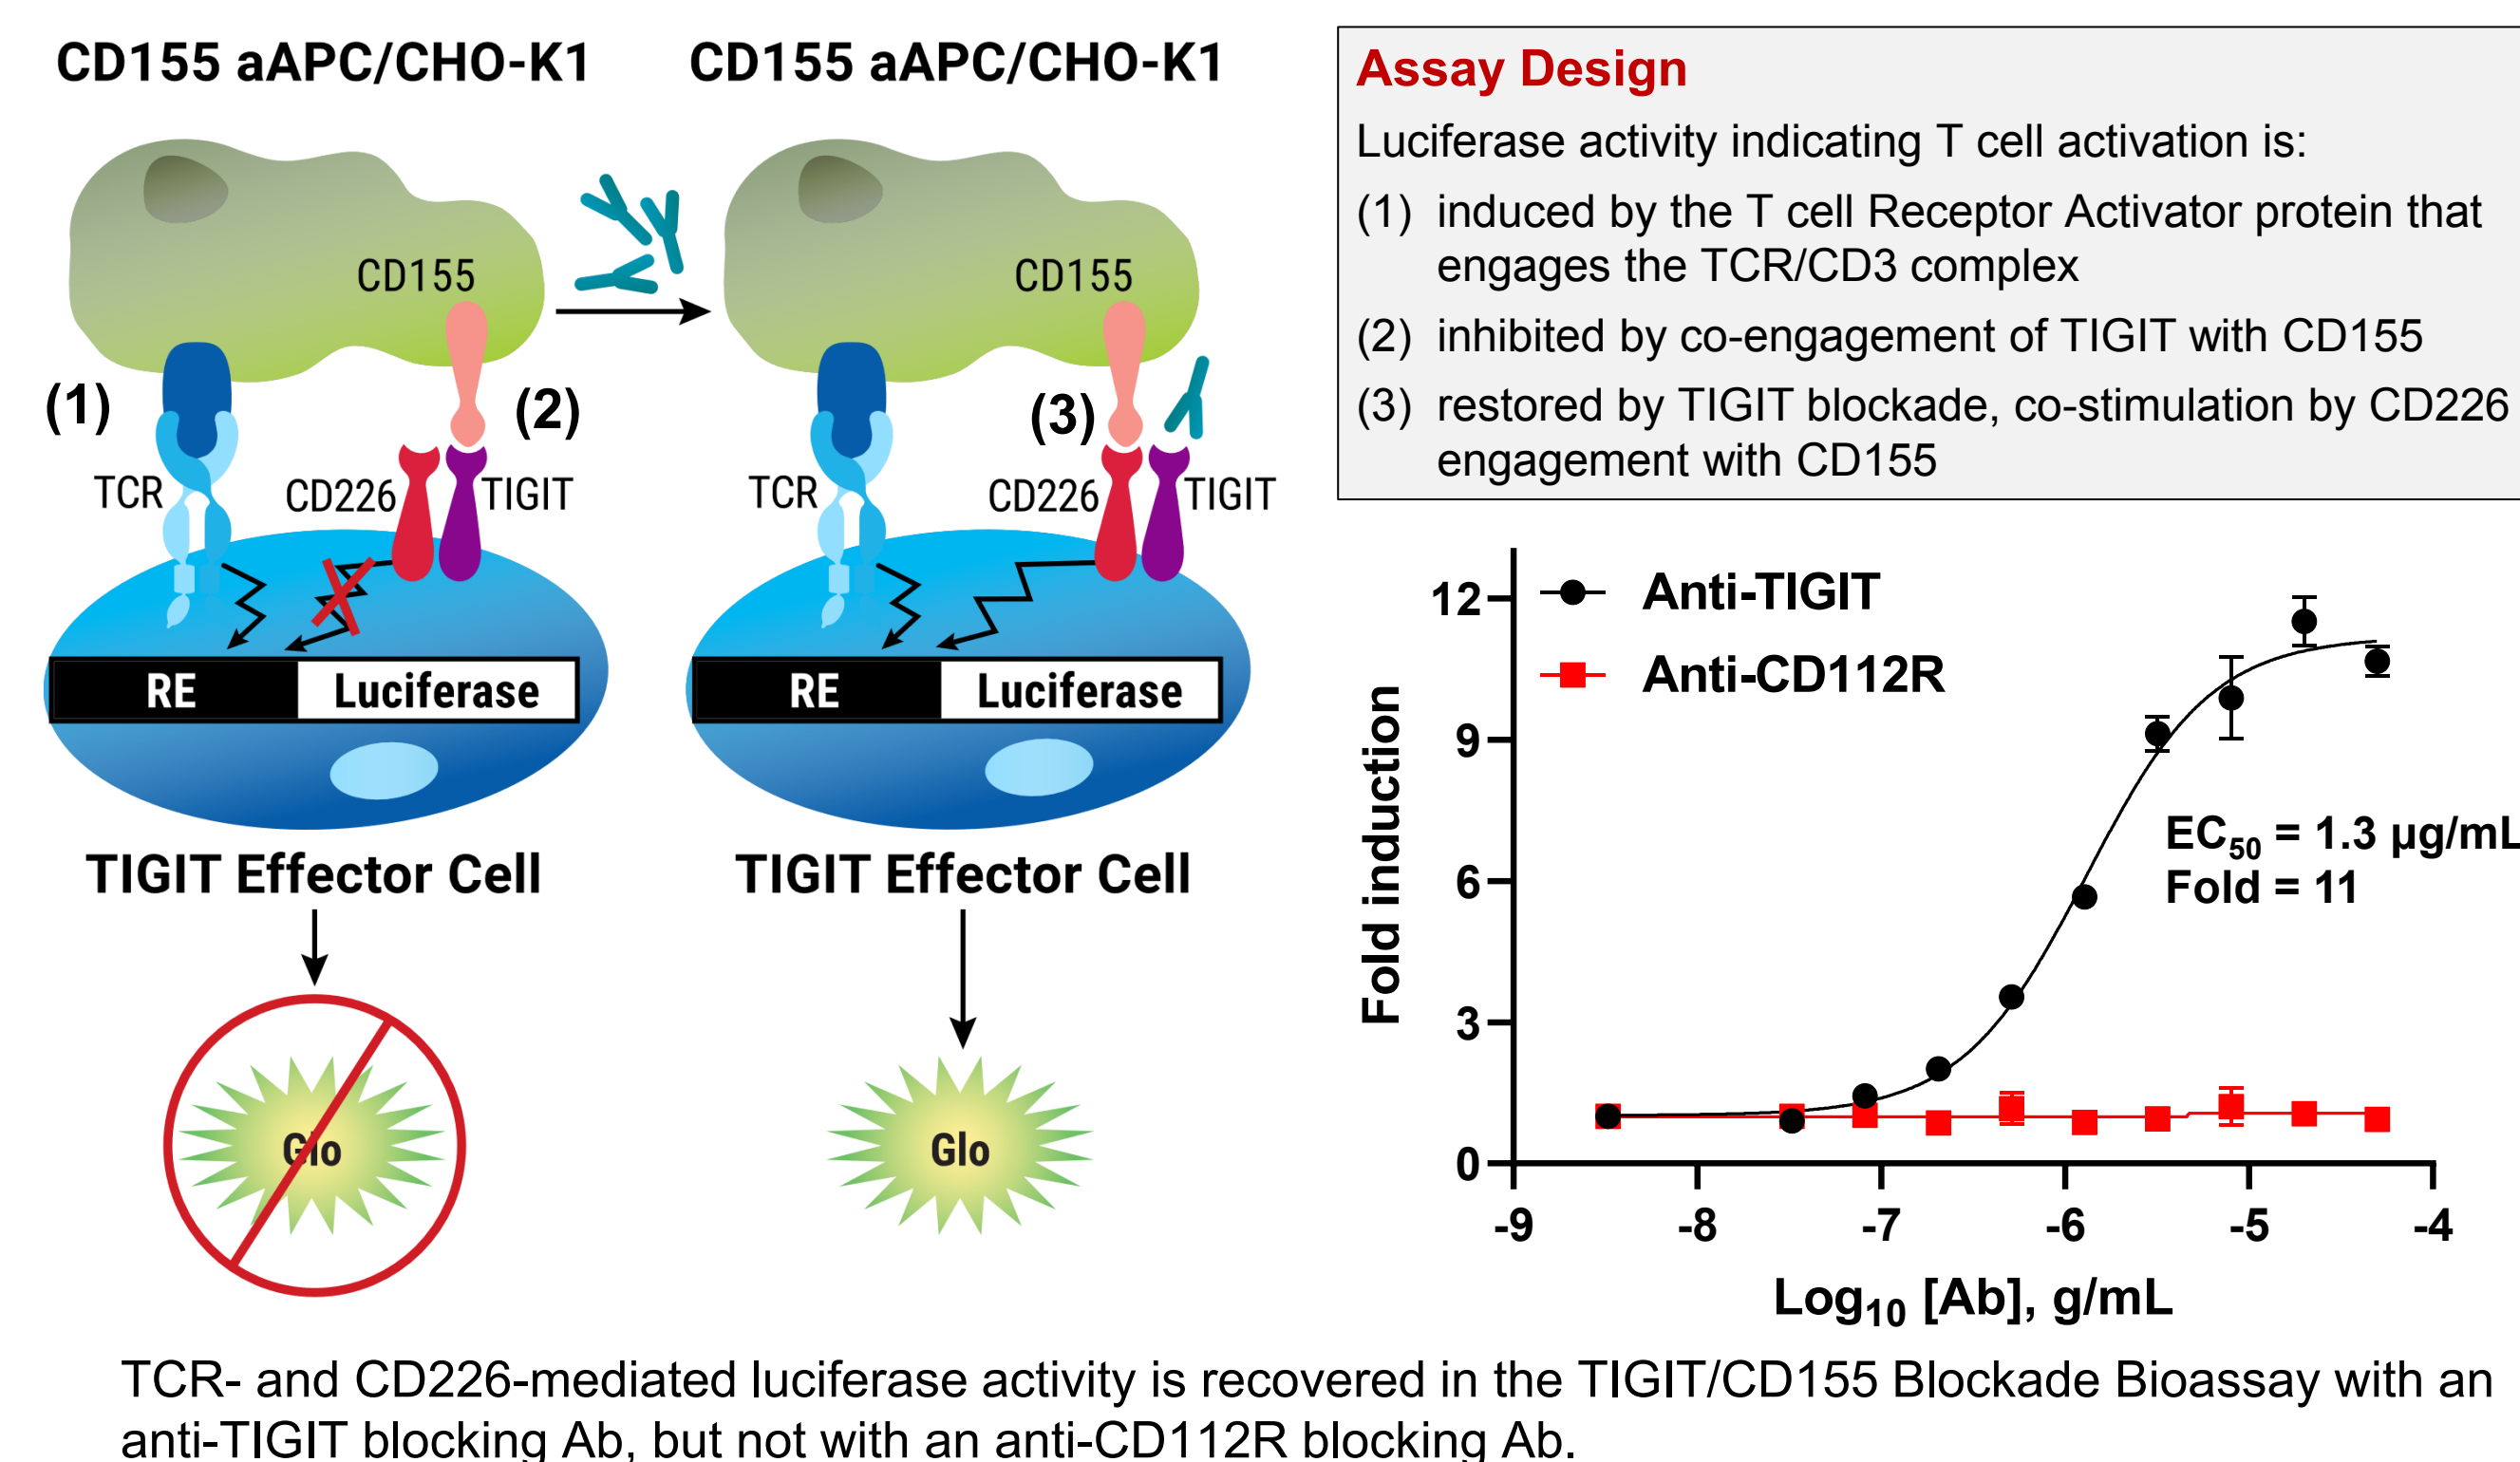 CD155 aAPC/CHO-K1
CD155
(1)
(2)
TCR
CD226
TIGIT
RE
Luciferase
TIGIT Effector Cell
Glo
CD155 aAPC/CHO-K1
CD155
(3)
TCR
CD226
TIGIT
RE
Luciferase
TIGIT Effector Cell
Glo
Assay Design
Luciferase activity indicating T cell activation is:
(1) induced by the T cell Receptor Activator protein that
engages the TCR/CD3 complex
(2) inhibited by co-engagement of TIGIT with CD155
(3) restored by TIGIT blockade, co-stimulation by CD226
engagement with CD155
Anti-TIGIT
Anti-CD112R
Fold induction
12
9
6
3
0
EC50 = 1.3 µg/mL
Fold = 11
-9 -8 -7 -6 -5 -4
Log10 [Ab], g/mL
TCR- and CD226-mediated luciferase activity is recovered in the TIGIT/CD155 Blockade Bioassay with an
anti-TIGIT blocking Ab, but not with an anti-CD112R blocking Ab.